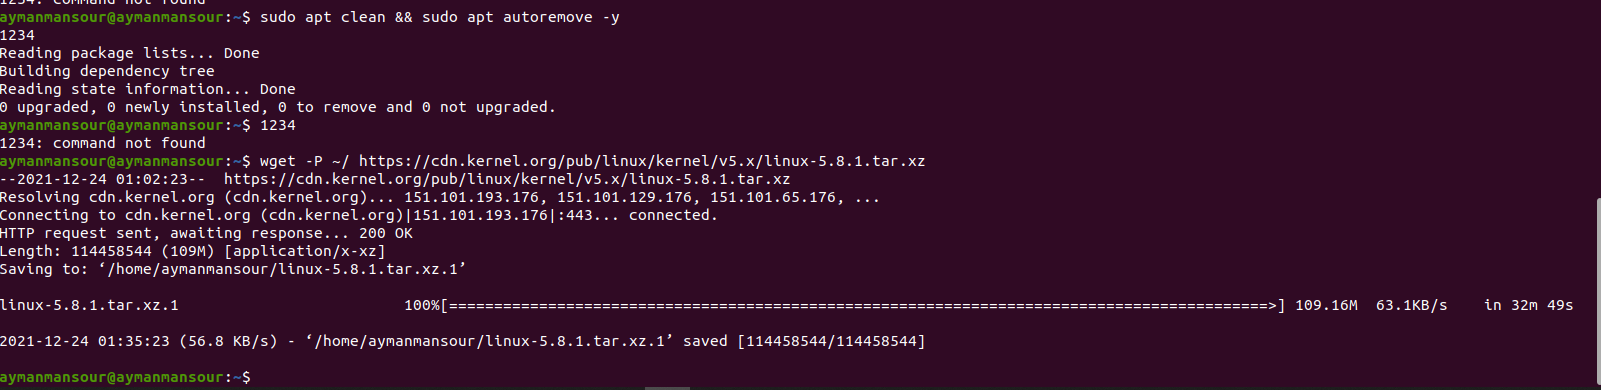 1234: command not found
aymanmansour@aymanmansour:~$ sudo apt clean && sudo apt autoremove -y
1234
Reading package lists... Done
Building dependency tree
Reading state information... Done
0 upgraded, 0 newly installed, 0 to remove and 0 not upgraded.
aymanmansour@aymanmansour:~$ 1234
1234: command not found
aymanmansour@aymanmansour:~$ wget -P ~/ https://cdn.kernel.org/pub/linux/kernel/v5.x/linux-5.8.1.tar.xz
--2021-12-24 01:02:23--  https://cdn.kernel.org/pub/linux/kernel/v5.x/linux-5.8.1.tar.xz
Resolving cdn.kernel.org (cdn.kernel.org)... 151.101.193.176, 151.101.129.176, 151.101.65.176, ...
Connecting to cdn.kernel.org (cdn.kernel.org)|151.101.193.176|:443... connected.
HTTP request sent, awaiting response... 200 OK
Length: 114458544 (109M) [application/x-xz]
Saving to: ‘/home/aymanmansour/linux-5.8.1.tar.xz.1’
linux-5.8.1.tar.xz.1 100%[===========================================================================================>] 109.16M 63.1KB/s in 32m 49s
2021-12-24 01:35:23 (56.8 KB/s) - ‘/home/aymanmansour/linux-5.8.1.tar.xz.1’ saved [114458544/114458544]
aymanmansour@aymanmansour:~$